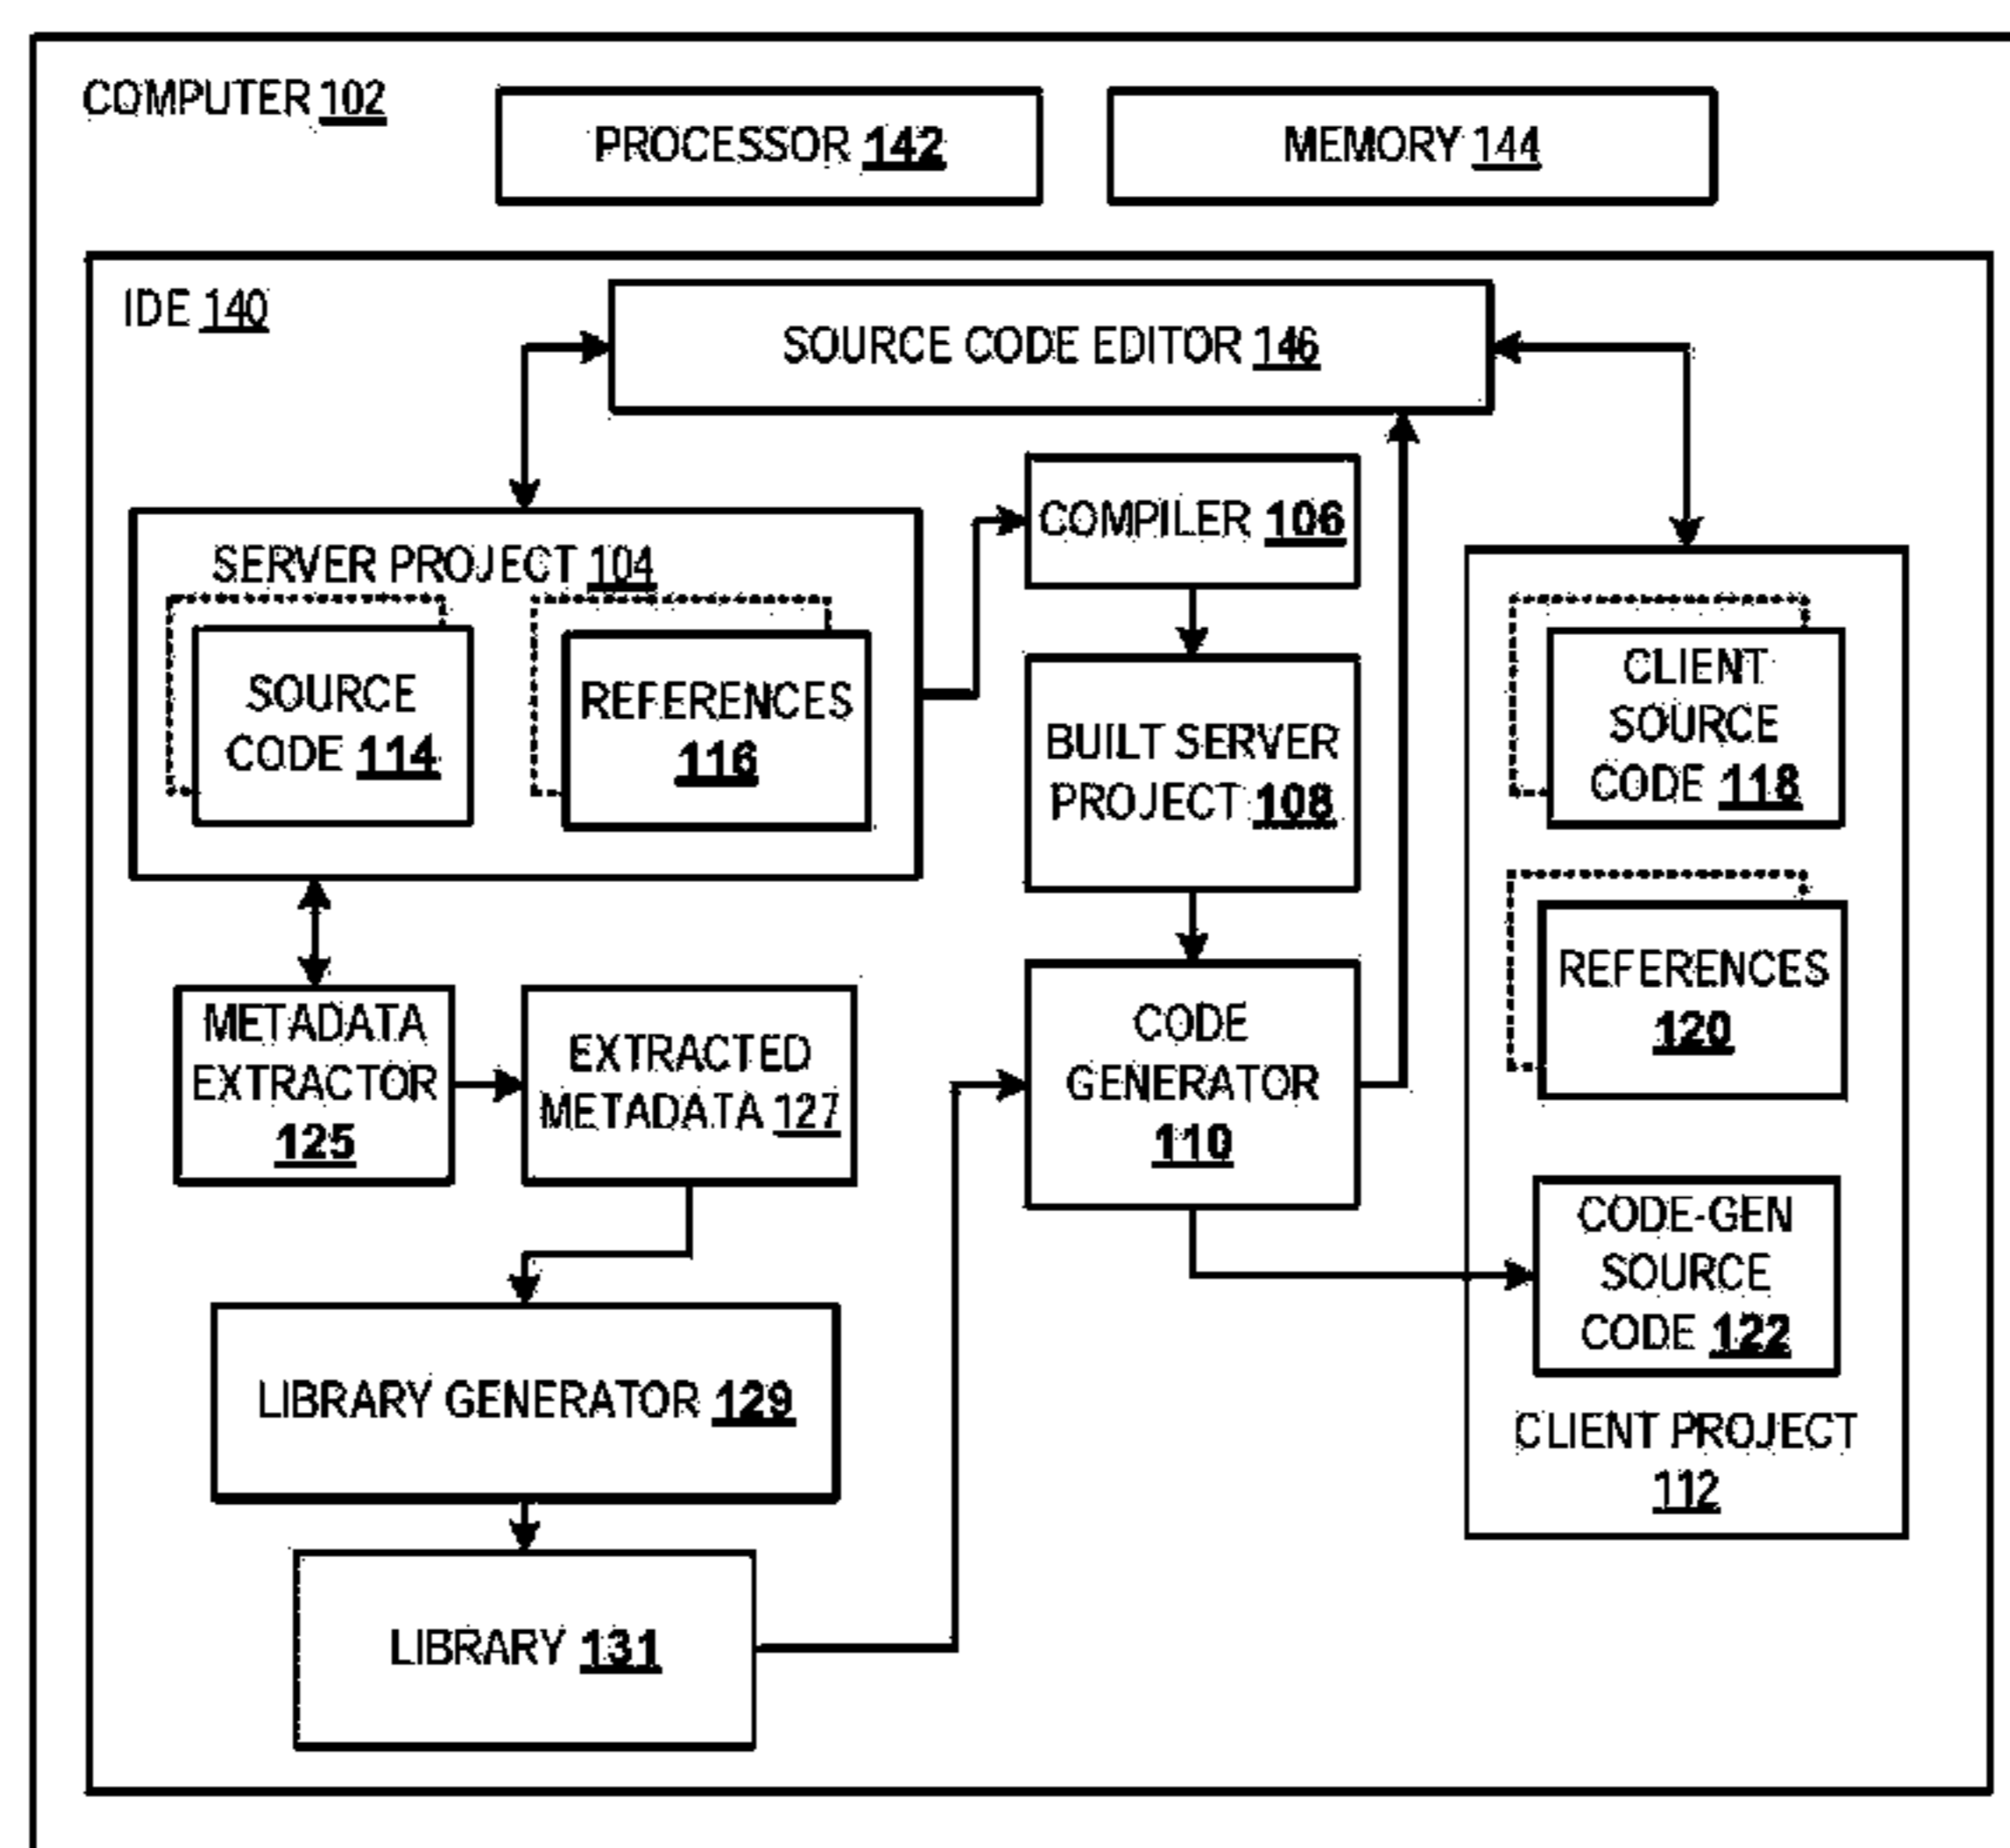 COMPUTER 102
PROCESSOR 142
MEMORY 144
IDE 140
SOURCE CODE EDITOR 146
COMPILER 106
SERVER PROJECT 104
SOURCE
CODE 114
REFERENCES
116
BUILT SERVER
PROJECT 108
CLIENT
SOURCE
CODE 118
REFERENCES
120
METADATA
EXTRACTOR
125
EXTRACTED
METADATA 127
CODE
GENERATOR
110
CODE-GEN
SOURCE
CODE 122
CLIENT PROJECT
112
LIBRARY GENERATOR 129
LIBRARY 131